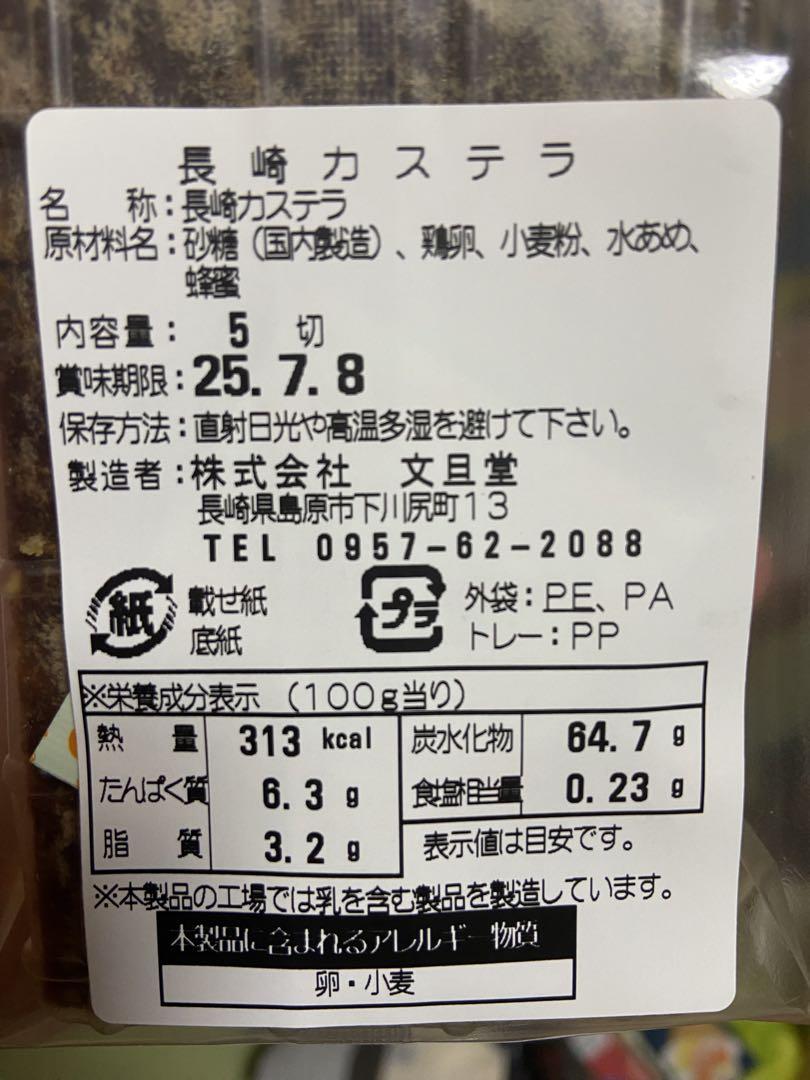 長崎カステラ
名　称：長崎カステラ
原材料名：砂糖（国内製造）、鶏卵、小麦粉、水あめ、
蜂蜜
内容量：　5　切
賞味期限：25.7.8
保存方法：直射日光や高温多湿を避けて下さい。
製造者：株式会社　文旦堂
長崎県島原市下川尻町１３
TEL 0957-62-2088
紙　載せ紙
底紙
プラ　外袋：PE、PA
トレー：PP
※栄養成分表示　（１００g当り）
熱　量　313 kcal　炭水化物　64.7 g
たんぱく質　6.3 g　食塩相当量　0.23 g
脂　質　3.2 g　表示値は目安です。
※本製品の工場では乳を含む製品を製造しています。
本製品に含まれるアレルギー物質
卵・小麦